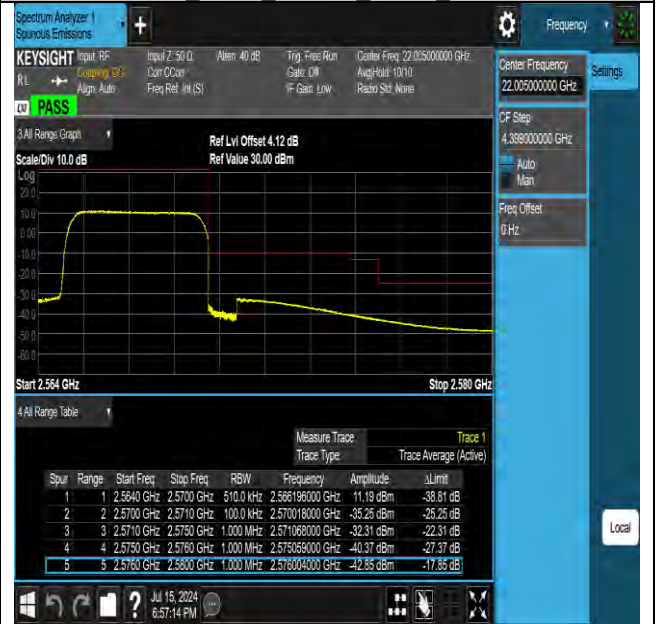 Spectrum Analyzer 1
Spurious Emissions
Frequency
KEYSIGHT Input: RF Input Z: 50 Ω Atten: 40 dB Trig: Free Run Center Freq: 22.005000000 GHz
RL Coupling: DC Corr CCorr Gate: Off Avg|Hold: 10/10
Align: Auto Freq Ref: Int (S) IF Gain: Low Radio Std: None
LXI PASS
Center Frequency
22.005000000 GHz
Settings
CF Step
4.399000000 GHz
Auto
Man
Freq Offset
0 Hz
3 All Range Graph
Ref Lvl Offset 4.12 dB
Scale/Div 10.0 dB Ref Value 30.00 dBm
Log
20.0
10.0
0.00
-10.0
-20.0
-30.0
-40.0
-50.0
-60.0
Start 2.564 GHz Stop 2.580 GHz
4 All Range Table
Measure Trace Trace 1
Trace Type Trace Average (Active)
Spur Range Start Freq Stop Freq RBW Frequency Amplitude ΔLimit
1 1 2.5640 GHz 2.5700 GHz 510.0 kHz 2.566196000 GHz 11.19 dBm -38.81 dB
2 2 2.5700 GHz 2.5710 GHz 100.0 kHz 2.570018000 GHz -35.25 dBm -25.25 dB
3 3 2.5710 GHz 2.5750 GHz 1.000 MHz 2.571068000 GHz -32.31 dBm -22.31 dB
4 4 2.5750 GHz 2.5760 GHz 1.000 MHz 2.575059000 GHz -40.37 dBm -27.37 dB
5 5 2.5760 GHz 2.5800 GHz 1.000 MHz 2.576004000 GHz -42.85 dBm -17.85 dB
Local
Jul 15, 2024
6:57:14 PM